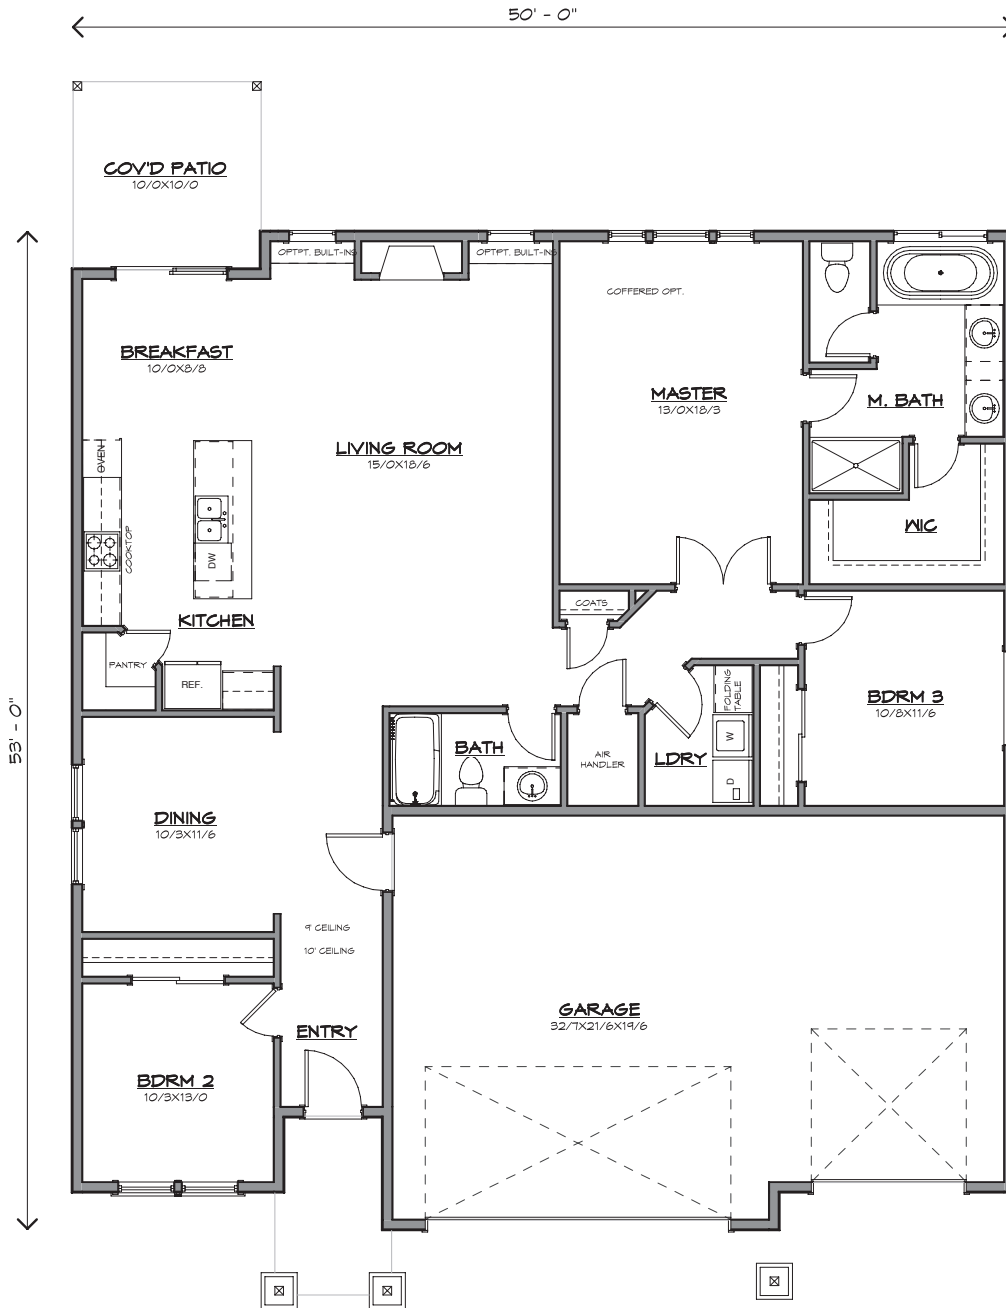 50' - 0"
COV'D PATIO
10/0X10/0
OPT'T. BUILT-INS
OPT'T. BUILT-INS
COFFERED OPT.
BREAKFAST
10/0X8/8
MASTER
13/0X18/3
M. BATH
LIVING ROOM
15/0X18/6
OVEN
COOKTOP
DW
WIC
KITCHEN
COATS
PANTRY
REF.
FOLDING
TABLE
BDRM 3
10/8X11/6
53' - 0"
BATH
W
AIR
HANDLER
LDRY
D
DINING
10/3X11/6
9' CEILING
10' CEILING
GARAGE
32/7X21/6X19/6
ENTRY
BDRM 2
10/3X13/0